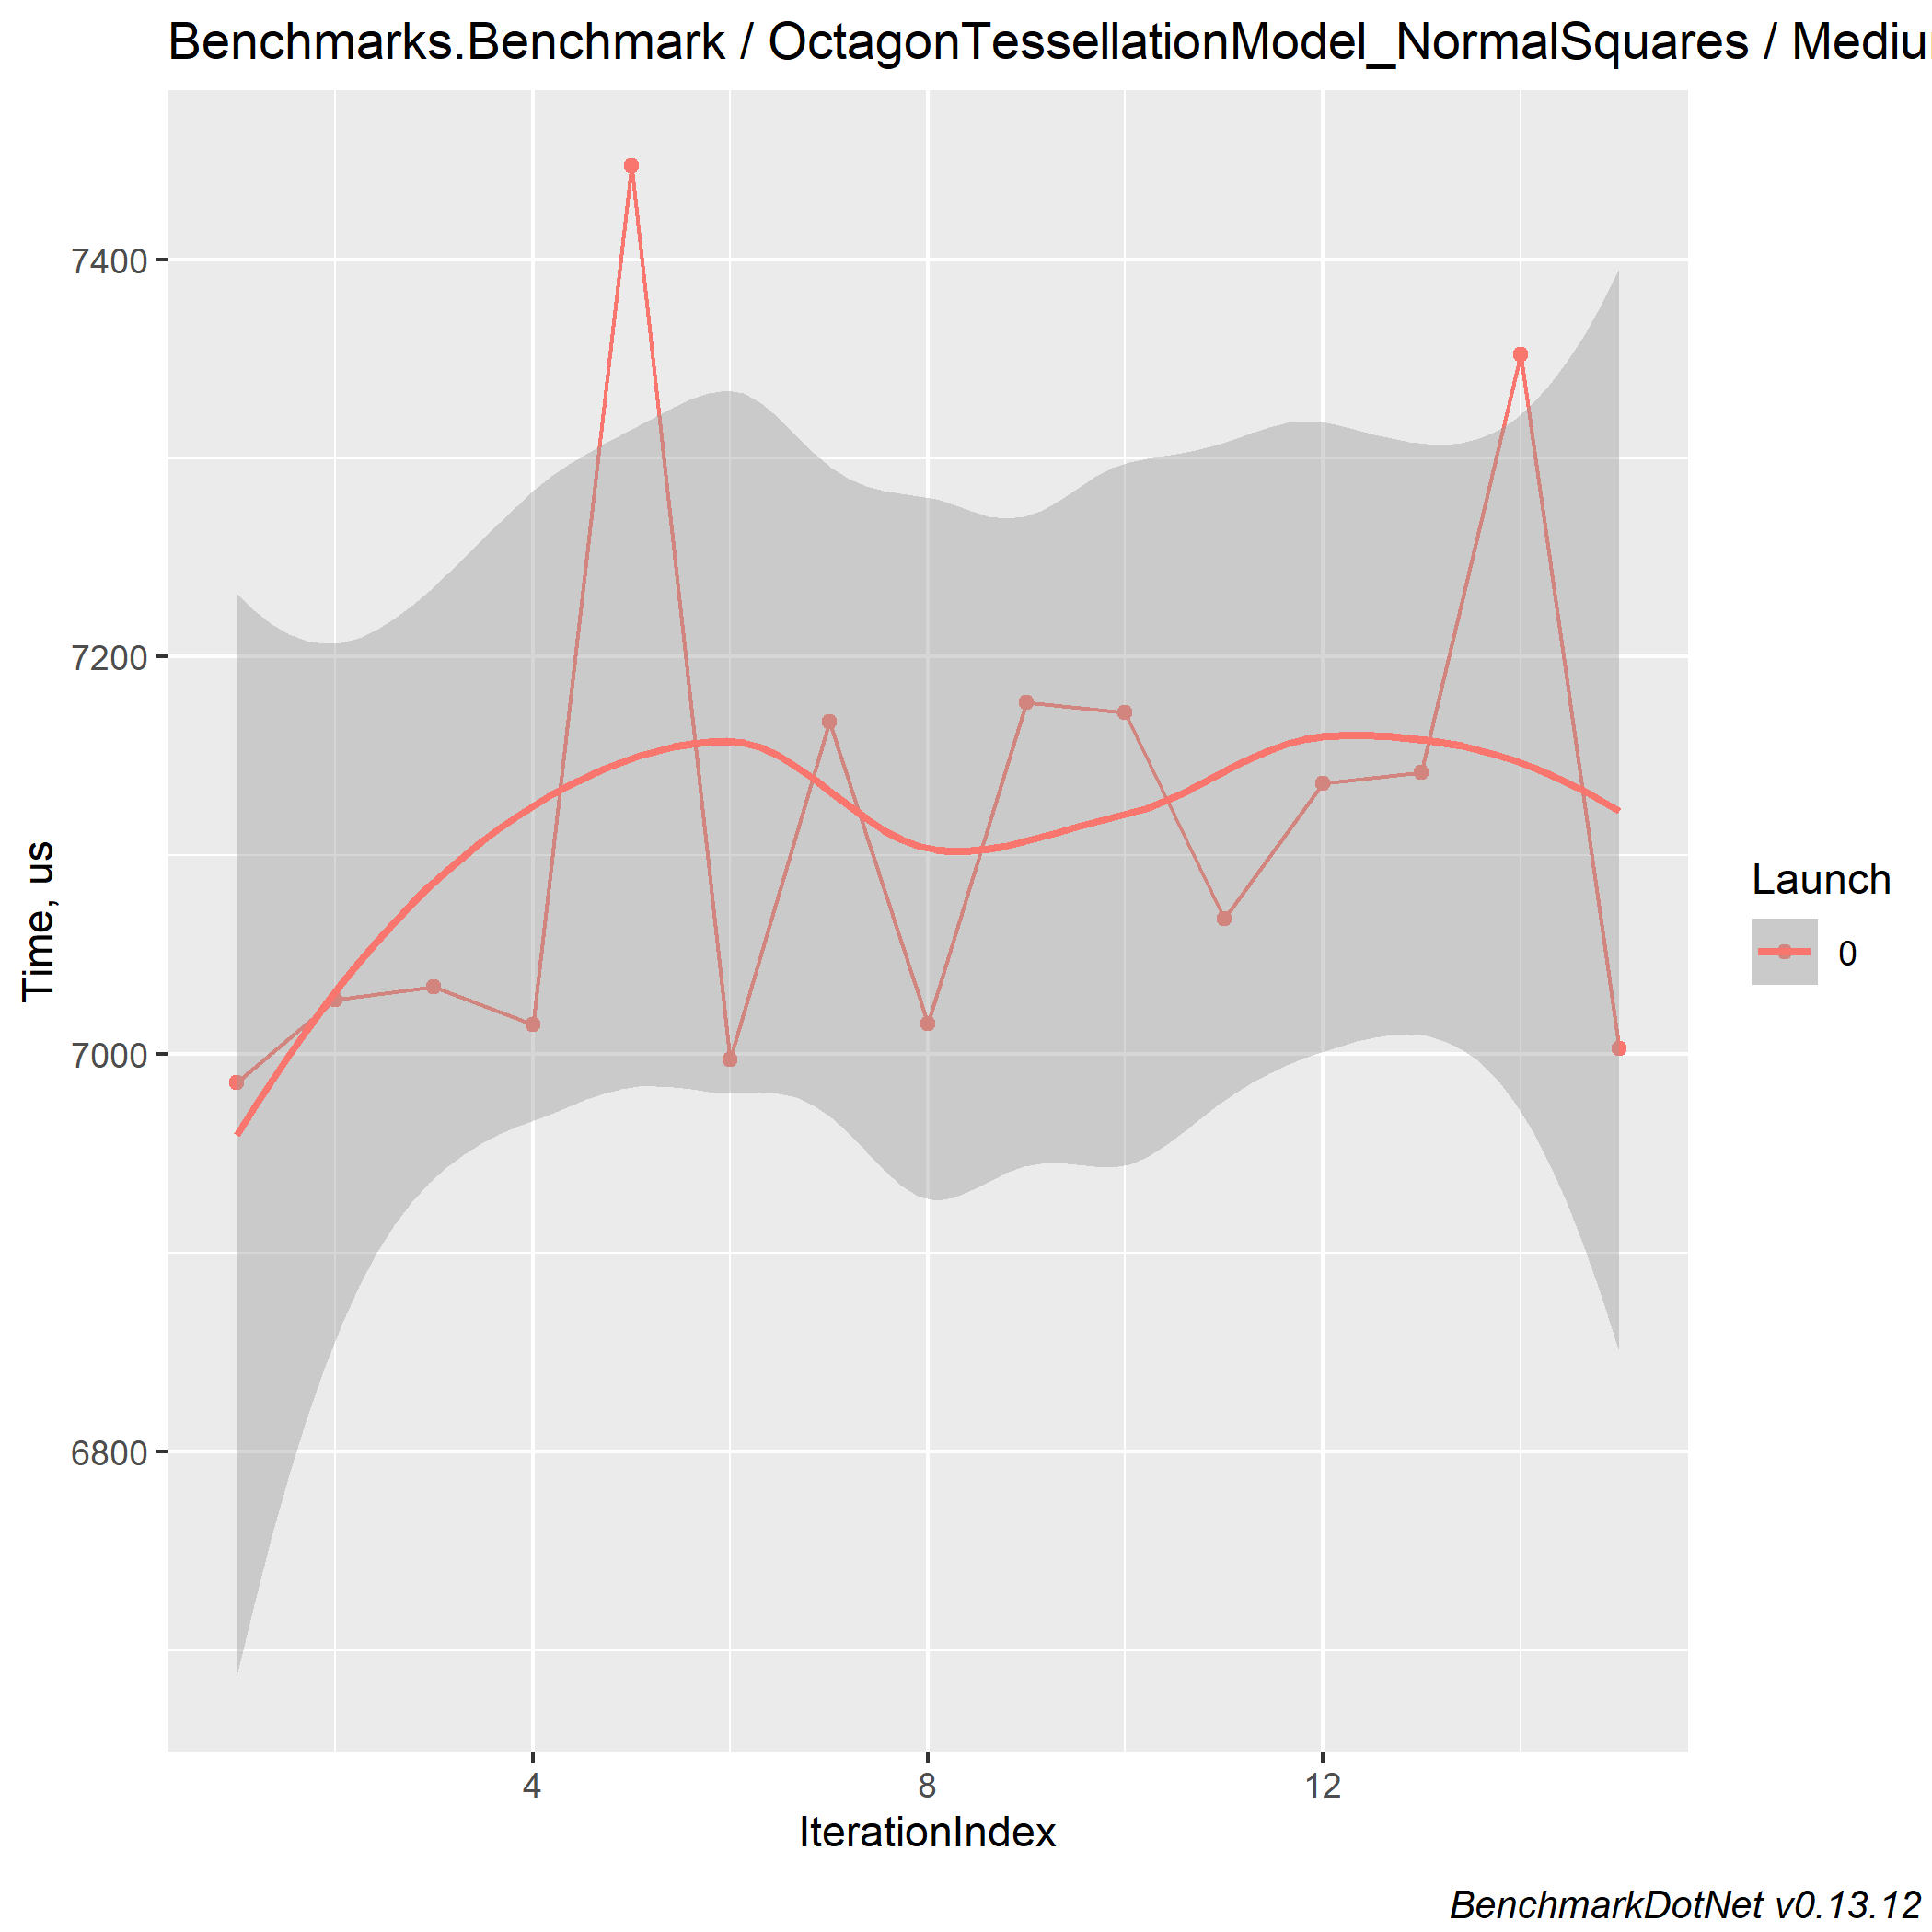 Benchmarks.Benchmark / OctagonTessellationModel_NormalSquares /
7400
7200
7000
6800
Time, us
4
8
12
IterationIndex
Launch
0
BenchmarkDotNet v0.13.12